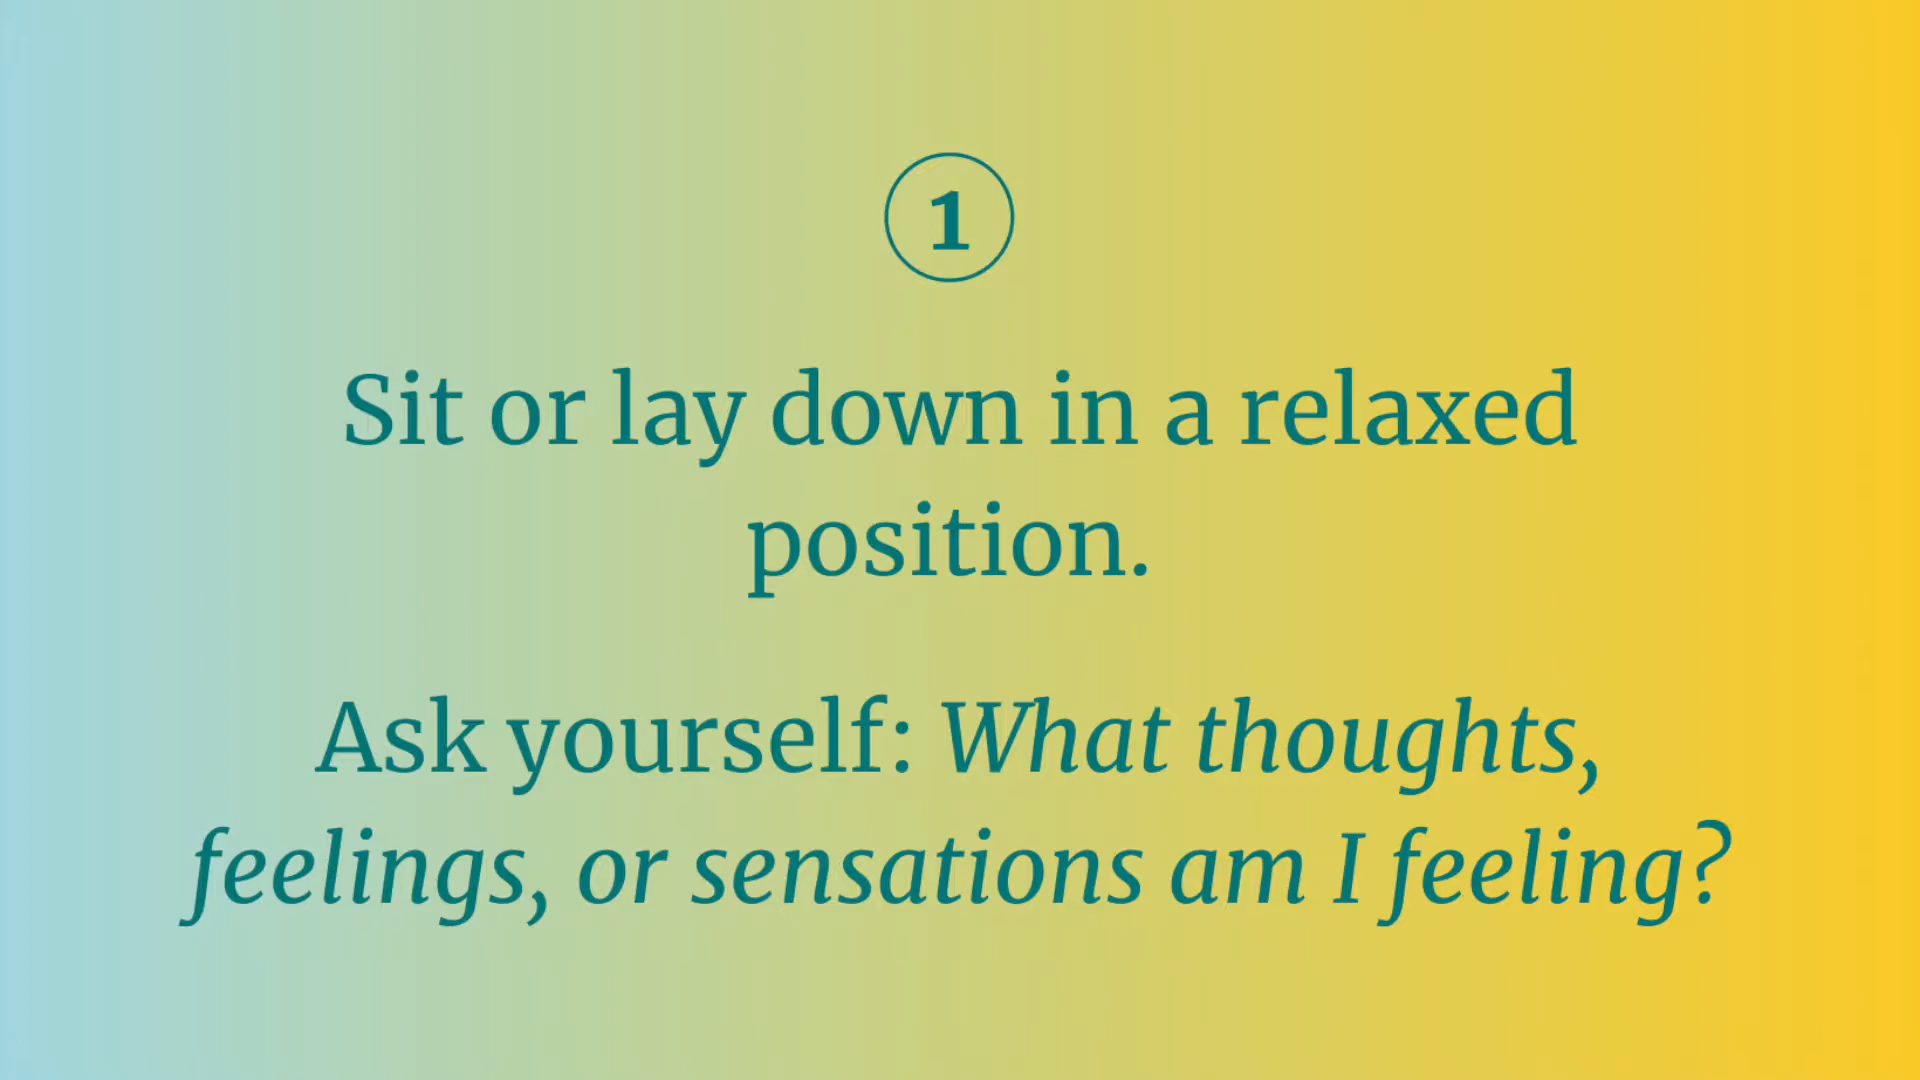 1
Sit or lay down in a relaxed
position.
Ask yourself: What thoughts,
feelings, or sensations am I feeling?